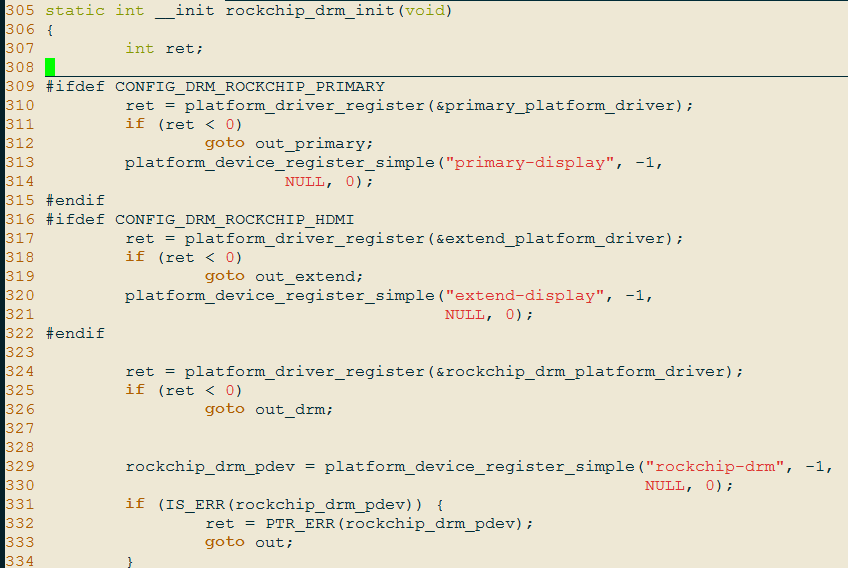 305 static int __init rockchip_drm_init(void)
306 {
307         int ret;
308
309 #ifdef CONFIG_DRM_ROCKCHIP_PRIMARY
310         ret = platform_driver_register(&primary_platform_driver);
311         if (ret < 0)
312                 goto out_primary;
313         platform_device_register_simple("primary-display", -1,
314                         NULL, 0);
315 #endif
316 #ifdef CONFIG_DRM_ROCKCHIP_HDMI
317         ret = platform_driver_register(&extend_platform_driver);
318         if (ret < 0)
319                 goto out_extend;
320         platform_device_register_simple("extend-display", -1,
321                                         NULL, 0);
322 #endif
323
324         ret = platform_driver_register(&rockchip_drm_platform_driver);
325         if (ret < 0)
326                 goto out_drm;
327
328
329         rockchip_drm_pdev = platform_device_register_simple("rockchip-drm", -1,
330                                                             NULL, 0);
331         if (IS_ERR(rockchip_drm_pdev)) {
332                 ret = PTR_ERR(rockchip_drm_pdev);
333                 goto out;
334         }